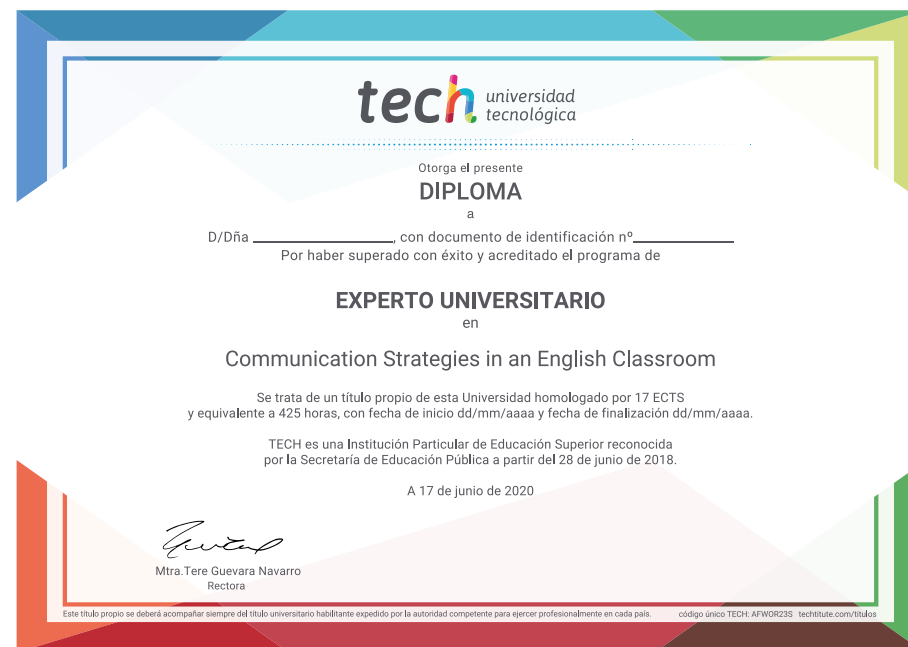 tech universidad
tecnológica
Otorga el presente
DIPLOMA
a
D/Dña ____________, con documento de identificación nº____________
Por haber superado con éxito y acreditado el programa de
EXPERTO UNIVERSITARIO
en
Communication Strategies in an English Classroom
Se trata de un título propio de esta Universidad homologado por 17 ECTS
y equivalente a 425 horas, con fecha de inicio dd/mm/aaaa y fecha de finalización dd/mm/aaaa.
TECH es una Institución Particular de Educación Superior reconocida
por la Secretaría de Educación Pública a partir del 28 de junio de 2018.
A 17 de junio de 2020
Mtra.Tere Guevara Navarro
Rectora
Este título propio se deberá acompañar siempre del título universitario habilitante expedido por la autoridad competente para ejercer profesionalmente en cada país. código único TECH: AFWOR23S techtitute.com/titulos